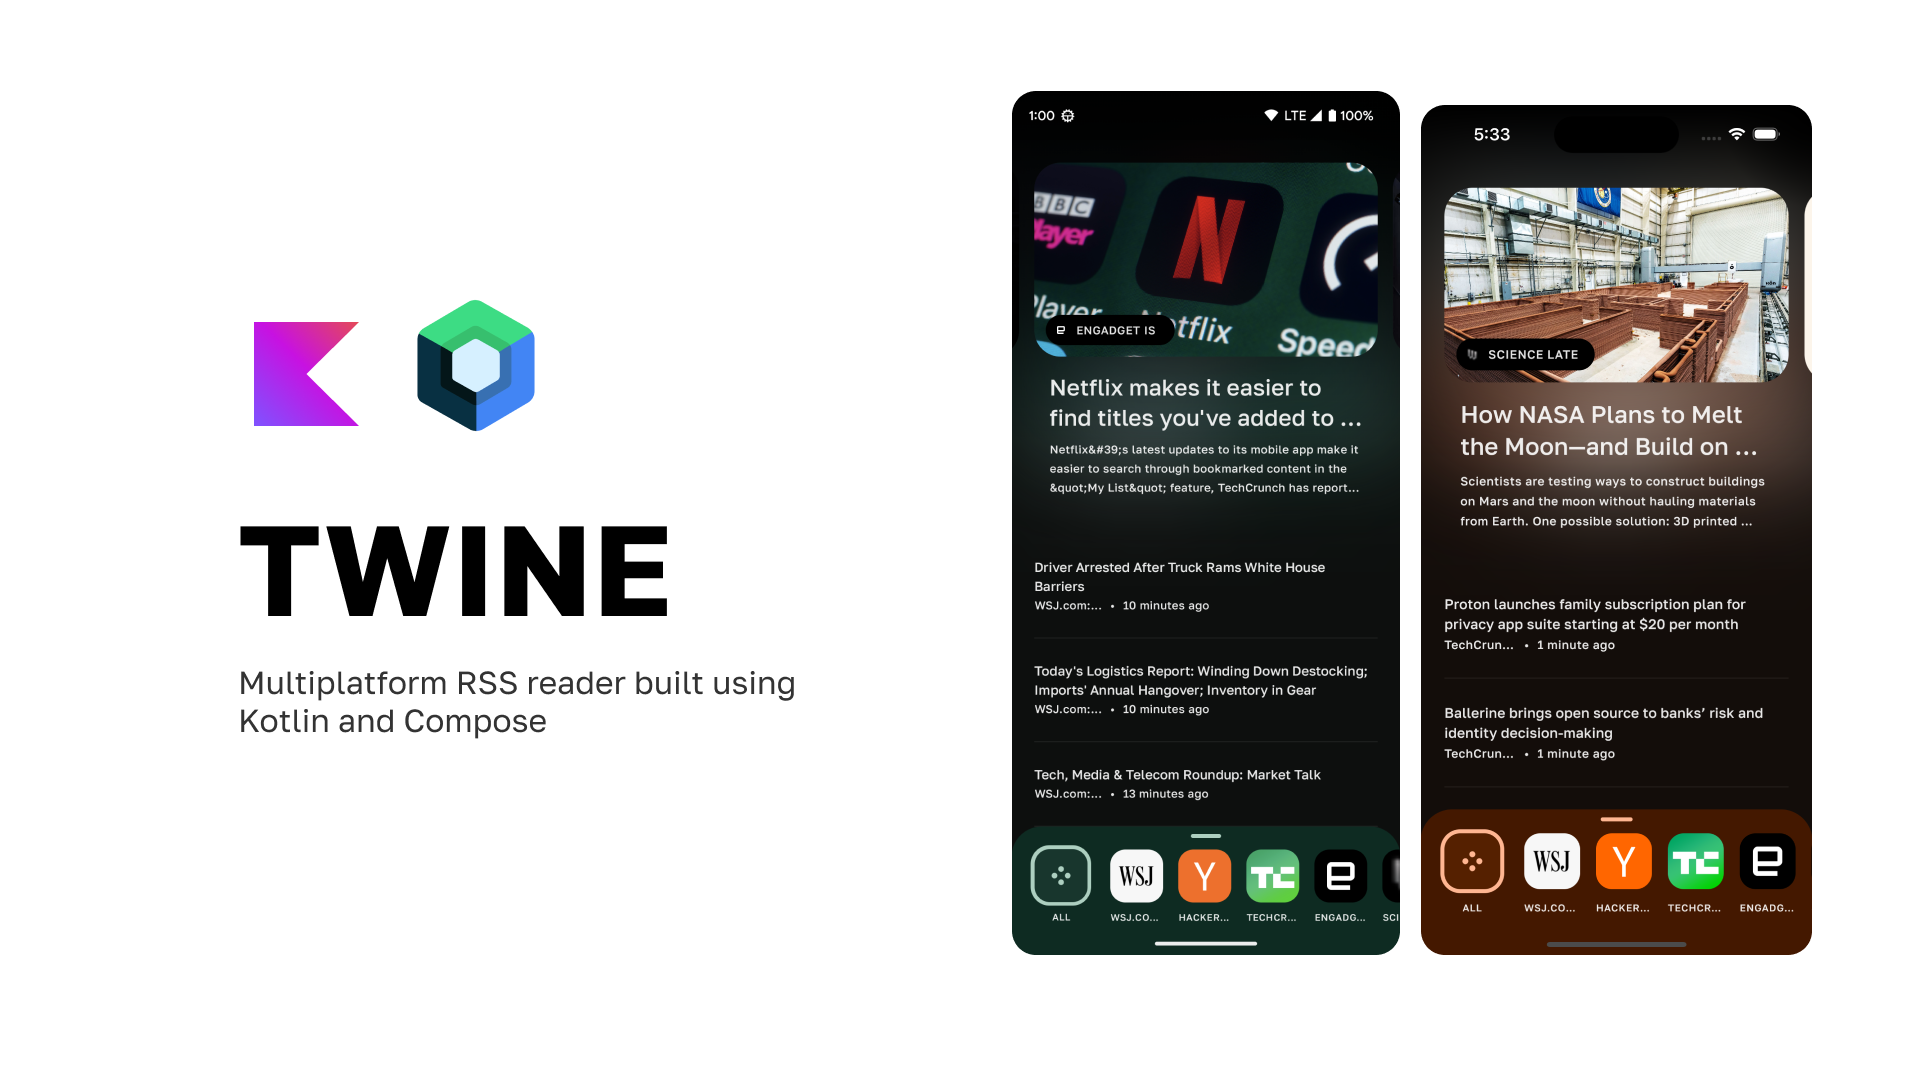 TWINE
Multiplatform RSS reader built using
Kotlin and Compose
1:00
LTE
100%
BBC
layer
Player
Netflix
Speed
ENGADGET IS
Netflix makes it easier to
find titles you've added to ...
Netflix&#39;s latest updates to its mobile app make it
easier to search through bookmarked content in the
&quot;My List&quot; feature, TechCrunch has report...
Driver Arrested After Truck Rams White House
Barriers
WSJ.com:... • 10 minutes ago
Today's Logistics Report: Winding Down Destocking;
Imports' Annual Hangover; Inventory in Gear
WSJ.com:... • 10 minutes ago
Tech, Media & Telecom Roundup: Market Talk
WSJ.com:... • 13 minutes ago
WSJ
Y
TC
e
ALL
WSJ.CO...
HACKER...
TECHCR...
ENGADG...
SCI
5:33
SCIENCE LATE
How NASA Plans to Melt
the Moon—and Build on ...
Scientists are testing ways to construct buildings
on Mars and the moon without hauling materials
from Earth. One possible solution: 3D printed ...
Proton launches family subscription plan for
privacy app suite starting at $20 per month
TechCrun... • 1 minute ago
Ballerine brings open source to banks’ risk and
identity decision-making
TechCrun... • 1 minute ago
WSJ
Y
TC
e
ALL
WSJ.CO...
HACKER...
TECHCR...
ENGADG...